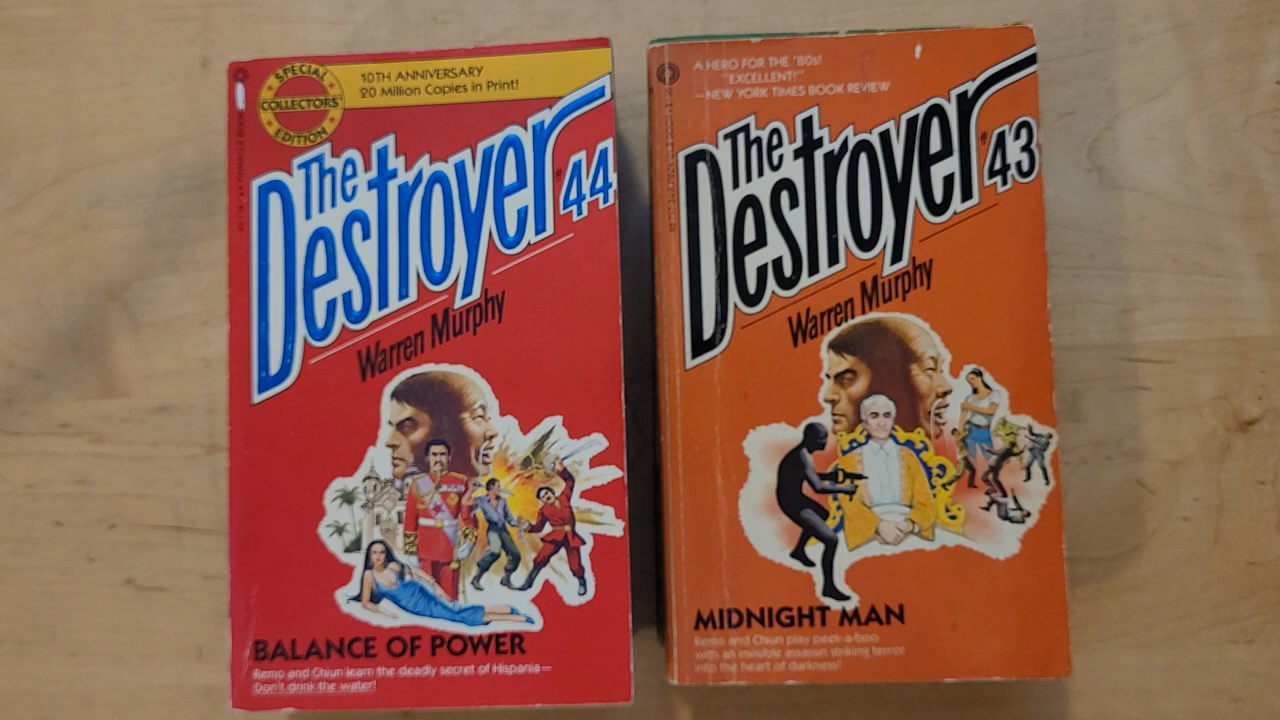 SPECIAL
COLLECTORS'
EDITION
10TH ANNIVERSARY
20 Million Copies in Print!
The
Destroyer
#44
Warren Murphy
BALANCE OF POWER
Remo and Chiun learn the deadly secret of Hispania—
Don't drink the water!
A HERO FOR THE '80s!
"EXCELLENT!"
—NEW YORK TIMES BOOK REVIEW
The
Destroyer
#43
Warren Murphy
MIDNIGHT MAN
Remo and Chiun play peek-a-boo
with an invisible assassin striking terror
into the heart of darkness!